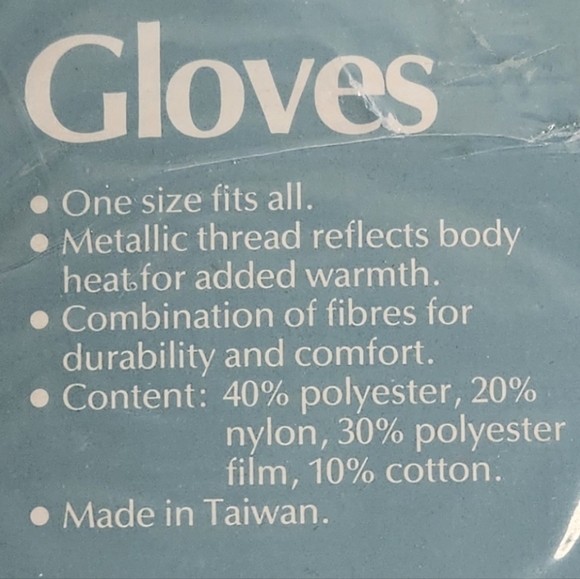 Gloves
• One size fits all.
• Metallic thread reflects body
heat for added warmth.
• Combination of fibres for
durability and comfort.
• Content: 40% polyester, 20%
nylon, 30% polyester
film, 10% cotton.
• Made in Taiwan.